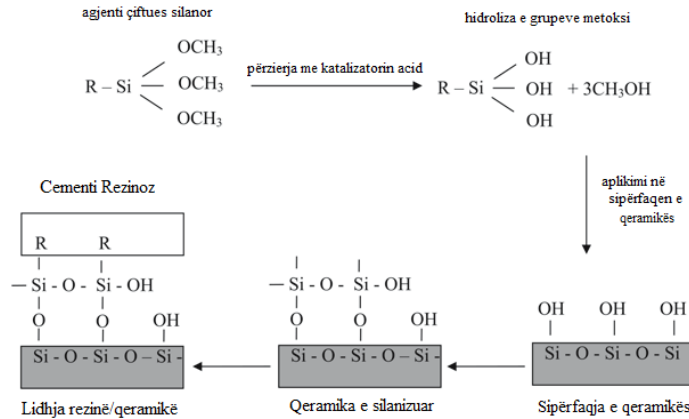 agjenti çiftues silanor
hidroliza e grupeve metoksi
OCH3
R – Si — OCH3
OCH3
përzierja me katalizatorin acid
OH
R – Si — OH + 3CH3OH
OH
aplikimi në
sipërfaqen e
qeramikës
Cementi Rezinoz
R R
— Si - O - Si - OH
O O OH
Si - O - Si - O – Si -
Lidhja rezinë/qeramikë
— Si - O - Si - OH
O O OH
Si - O - Si - O – Si -
Qeramika e silanizuar
OH OH OH
Si - O - Si - O - Si
Sipërfaqja e qeramikës